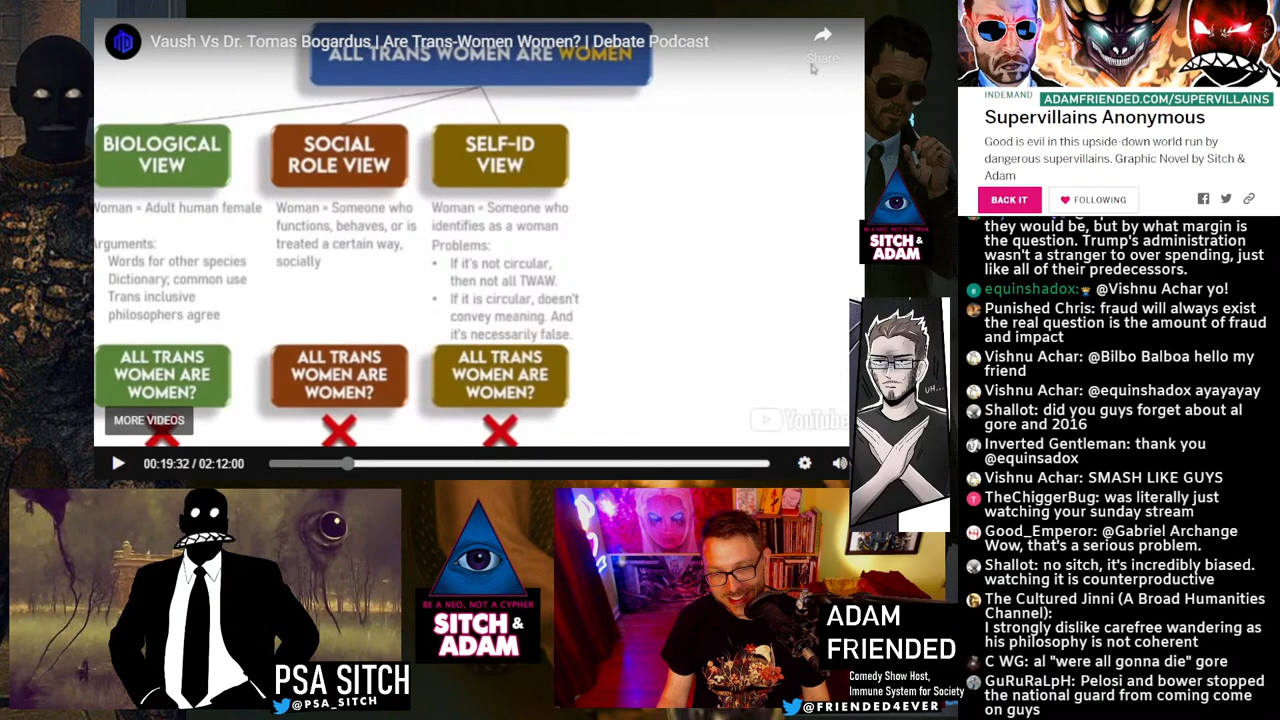 Vaush Vs Dr. Tomas Bogardus | Are Trans-Women Women? | Debate Podcast
ALL TRANS WOMEN ARE WOMEN
Share
BIOLOGICAL
VIEW
Woman = Adult human female
Arguments:
Words for other species
Dictionary; common use
Trans inclusive
philosophers agree
ALL TRANS
WOMEN ARE
WOMEN?
SOCIAL
ROLE VIEW
Woman = Someone who
functions, behaves, or is
treated a certain way,
socially
ALL TRANS
WOMEN ARE
WOMEN?
SELF-ID
VIEW
Woman = Someone who
identifies as a woman
Problems:
• If it's not circular,
then not all TWAW.
• If it is circular, doesn't
convey meaning. And
it's necessarily false.
ALL TRANS
WOMEN ARE
WOMEN?
MORE VIDEOS
YouTube
00:19:32 / 02:12:00
BE A NEO, NOT A CYPHER
SITCH &
ADAM
UH...
PSA SITCH
@PSA_SITCH
BE A NEO, NOT A CYPHER
SITCH &
ADAM
ADAM
FRIENDED
Comedy Show Host,
Immune System for Society
@FRIENDED4EVER
INDEMAND
ADAMFRIENDED.COM/SUPERVILLAINS
Supervillains Anonymous
Good is evil in this upside-down world run by
dangerous supervillains. Graphic Novel by Sitch &
Adam
BACK IT
FOLLOWING
they would be, but by what margin is
the question. Trump's administration
wasn't a stranger to over spending, just
like all of their predecessors.
equinshadox: @Vishnu Achar yo!
Punished Chris: fraud will always exist
the real question is the amount of fraud
and impact
Vishnu Achar: @Bilbo Balboa hello my
friend
Vishnu Achar: @equinshadox ayayayay
Shallot: did you guys forget about al
gore and 2016
Inverted Gentleman: thank you
@equinsadox
Vishnu Achar: SMASH LIKE GUYS
TheChiggerBug: was literally just
watching your sunday stream
Good_Emperor: @Gabriel Archange
Wow, that's a serious problem.
Shallot: no sitch, it's incredibly biased.
watching it is counterproductive
The Cultured Jinni (A Broad Humanities
Channel):
I strongly dislike carefree wandering as
his philosophy is not coherent
C WG: al "were all gonna die" gore
GuRuRaLpH: Pelosi and bower stopped
the national guard from coming come
on guys